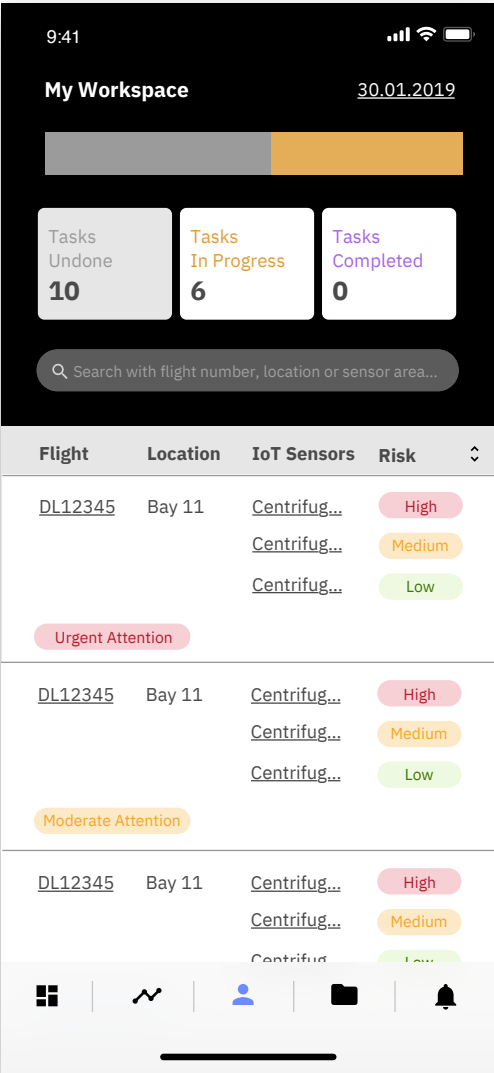 9:41
My Workspace 30.01.2019
Tasks Undone 10
Tasks In Progress 6
Tasks Completed 0
Search with flight number, location or sensor area...
Flight Location IoT Sensors Risk
DL12345 Bay 11 Centrifug... High
Centrifug... Medium
Centrifug... Low
Urgent Attention
DL12345 Bay 11 Centrifug... High
Centrifug... Medium
Centrifug... Low
Moderate Attention
DL12345 Bay 11 Centrifug... High
Centrifug... Medium
Centrifug... Low